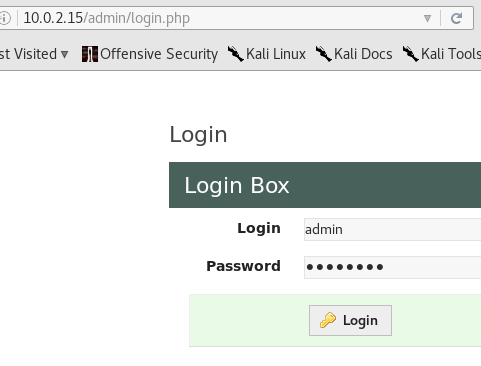 10.0.2.15/admin/login.php
st Visited Offensive Security Kali Linux Kali Docs Kali Tools
Login
Login Box
Login admin
Password ••••••••
Login